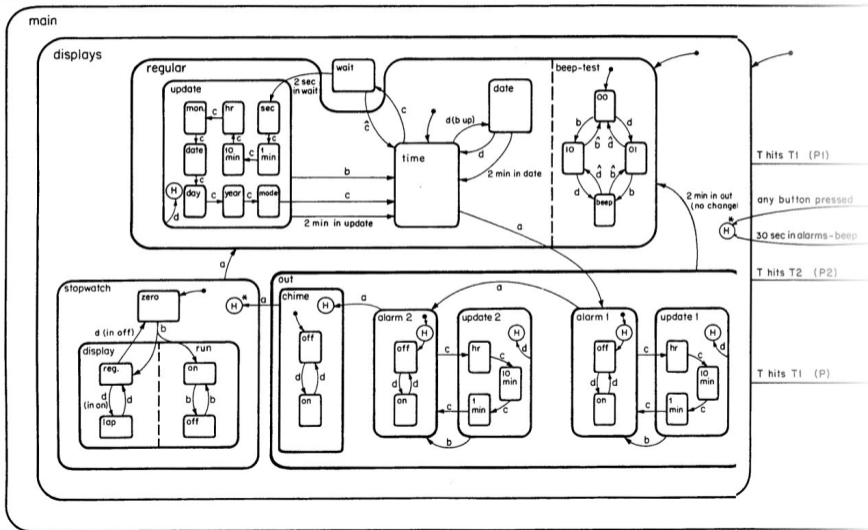 main
displays
regular
wait
2 sec
in wait
ĉ
c
update
mon.
c
hr
sec
c
c
c
date
10
min
c
1
min
c
H
day
c
year
c
mode
d
b
c
2 min in update
time
date
d(b up)
d
2 min in date
a
beep-test
00
b
b̂
d̂
d
10
01
d̂
b̂
d
b
beep
T hits T1 (P1)
any button pressed
H*
30 sec in alarms-beep
2 min in out
(no change)
T hits T2 (P2)
T hits T1 (P)
a
stopwatch
zero
H*
a
d (in off)
b
display
run
reg.
on
d
(in on)
d
b
b
lap
off
out
chime
H
a
off
d
d
on
a
alarm 2
H
off
d
d
on
c
c
b
update 2
H
d
hr
c
10
min
c
1
min
alarm 1
H
off
d
d
on
c
c
b
update 1
H
d
hr
c
10
min
c
1
min